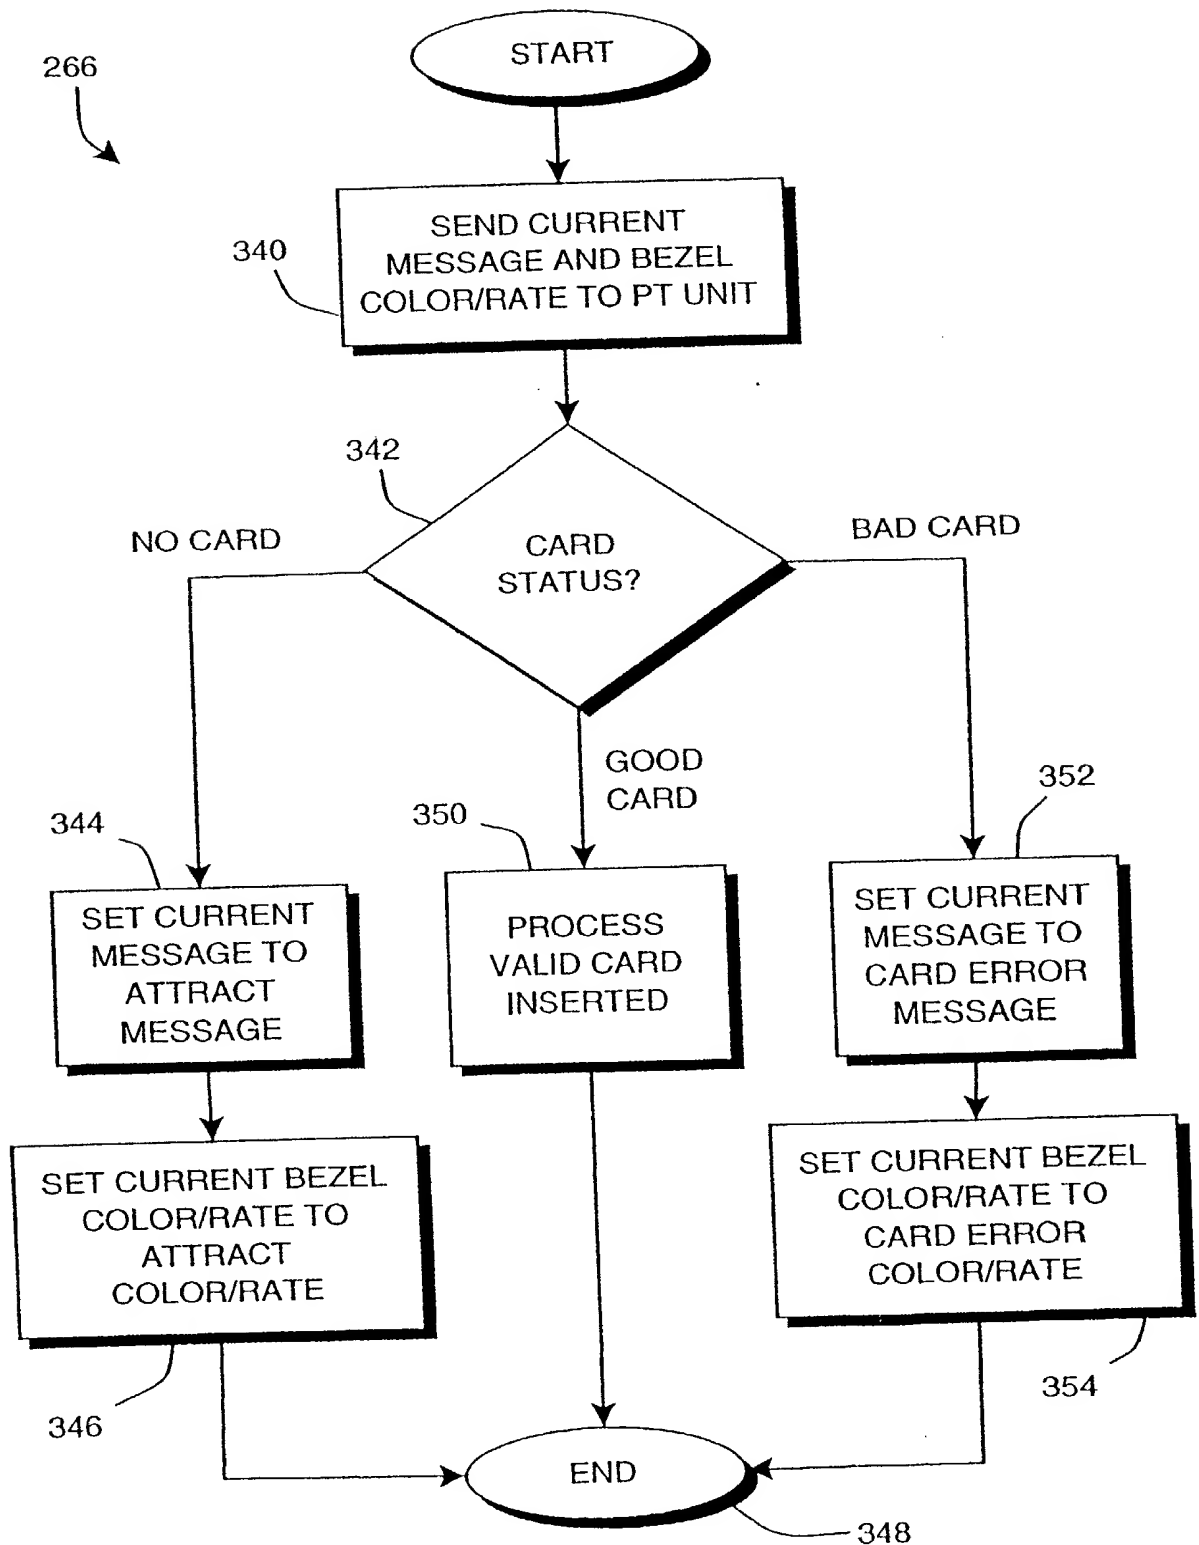 START
266
SEND CURRENT
MESSAGE AND BEZEL
COLOR/RATE TO PT UNIT
340
342
CARD
STATUS?
NO CARD
BAD CARD
GOOD
CARD
344
350
352
SET CURRENT
MESSAGE TO
ATTRACT
MESSAGE
PROCESS
VALID CARD
INSERTED
SET CURRENT
MESSAGE TO
CARD ERROR
MESSAGE
SET CURRENT BEZEL
COLOR/RATE TO
ATTRACT
COLOR/RATE
SET CURRENT BEZEL
COLOR/RATE TO
CARD ERROR
COLOR/RATE
346
354
END
348